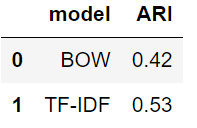 model ARI
0 BOW 0.42
1 TF-IDF 0.53